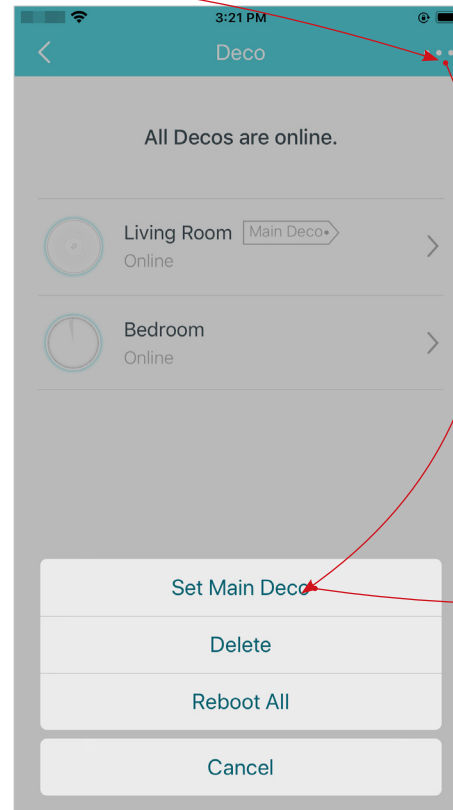 3:21 PM
Deco
All Decos are online.
Living Room Main Deco
Online
Bedroom
Online
Set Main Deco
Delete
Reboot All
Cancel